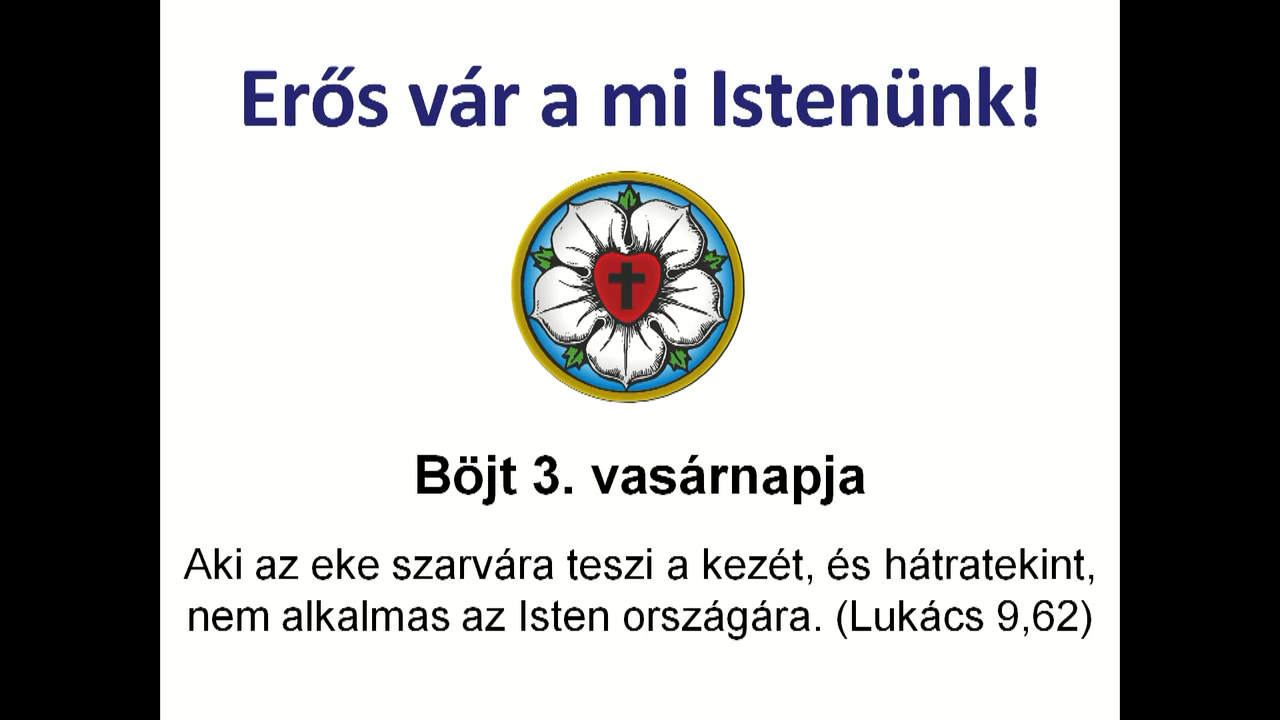 Erős vár a mi Istenünk!
Böjt 3. vasárnapja
Aki az eke szarvára teszi a kezét, és hátratekint,
nem alkalmas az Isten országára. (Lukács 9,62)